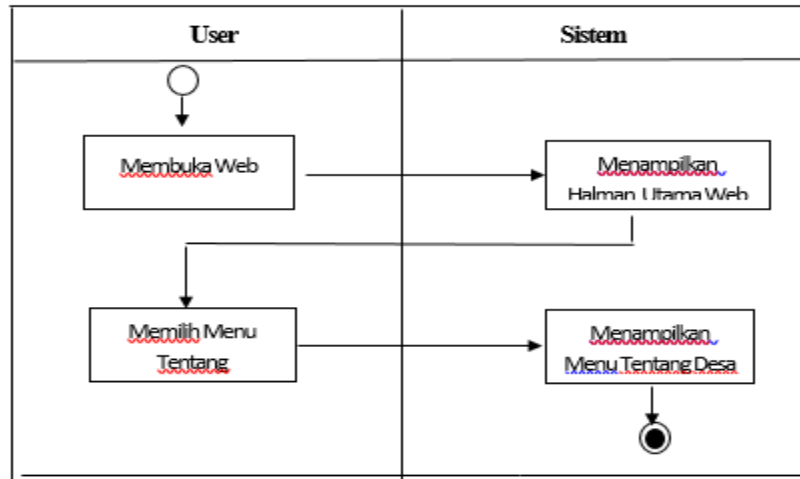 User
Sistem
Membuka Web
Menampilkan
Halman Utama Web
Memilih Menu
Tentang
Menampilkan
Menu Tentang Desa